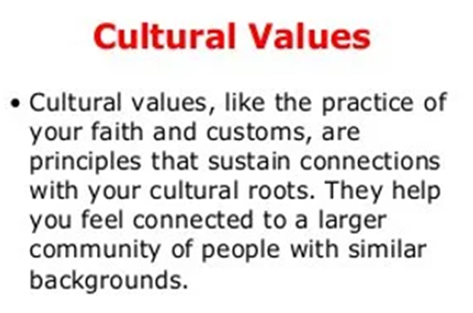 Cultural Values
• Cultural values, like the practice of
your faith and customs, are
principles that sustain connections
with your cultural roots. They help
you feel connected to a larger
community of people with similar
backgrounds.